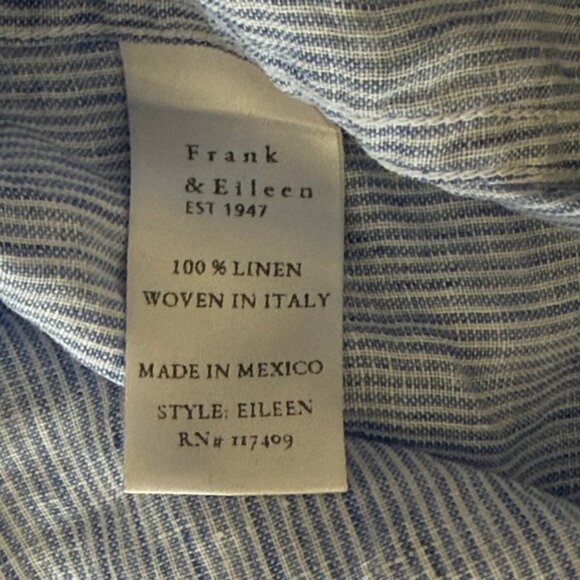 Frank
& Eileen
EST 1947
100 % LINEN
WOVEN IN ITALY
MADE IN MEXICO
STYLE: EILEEN
RN# 117409